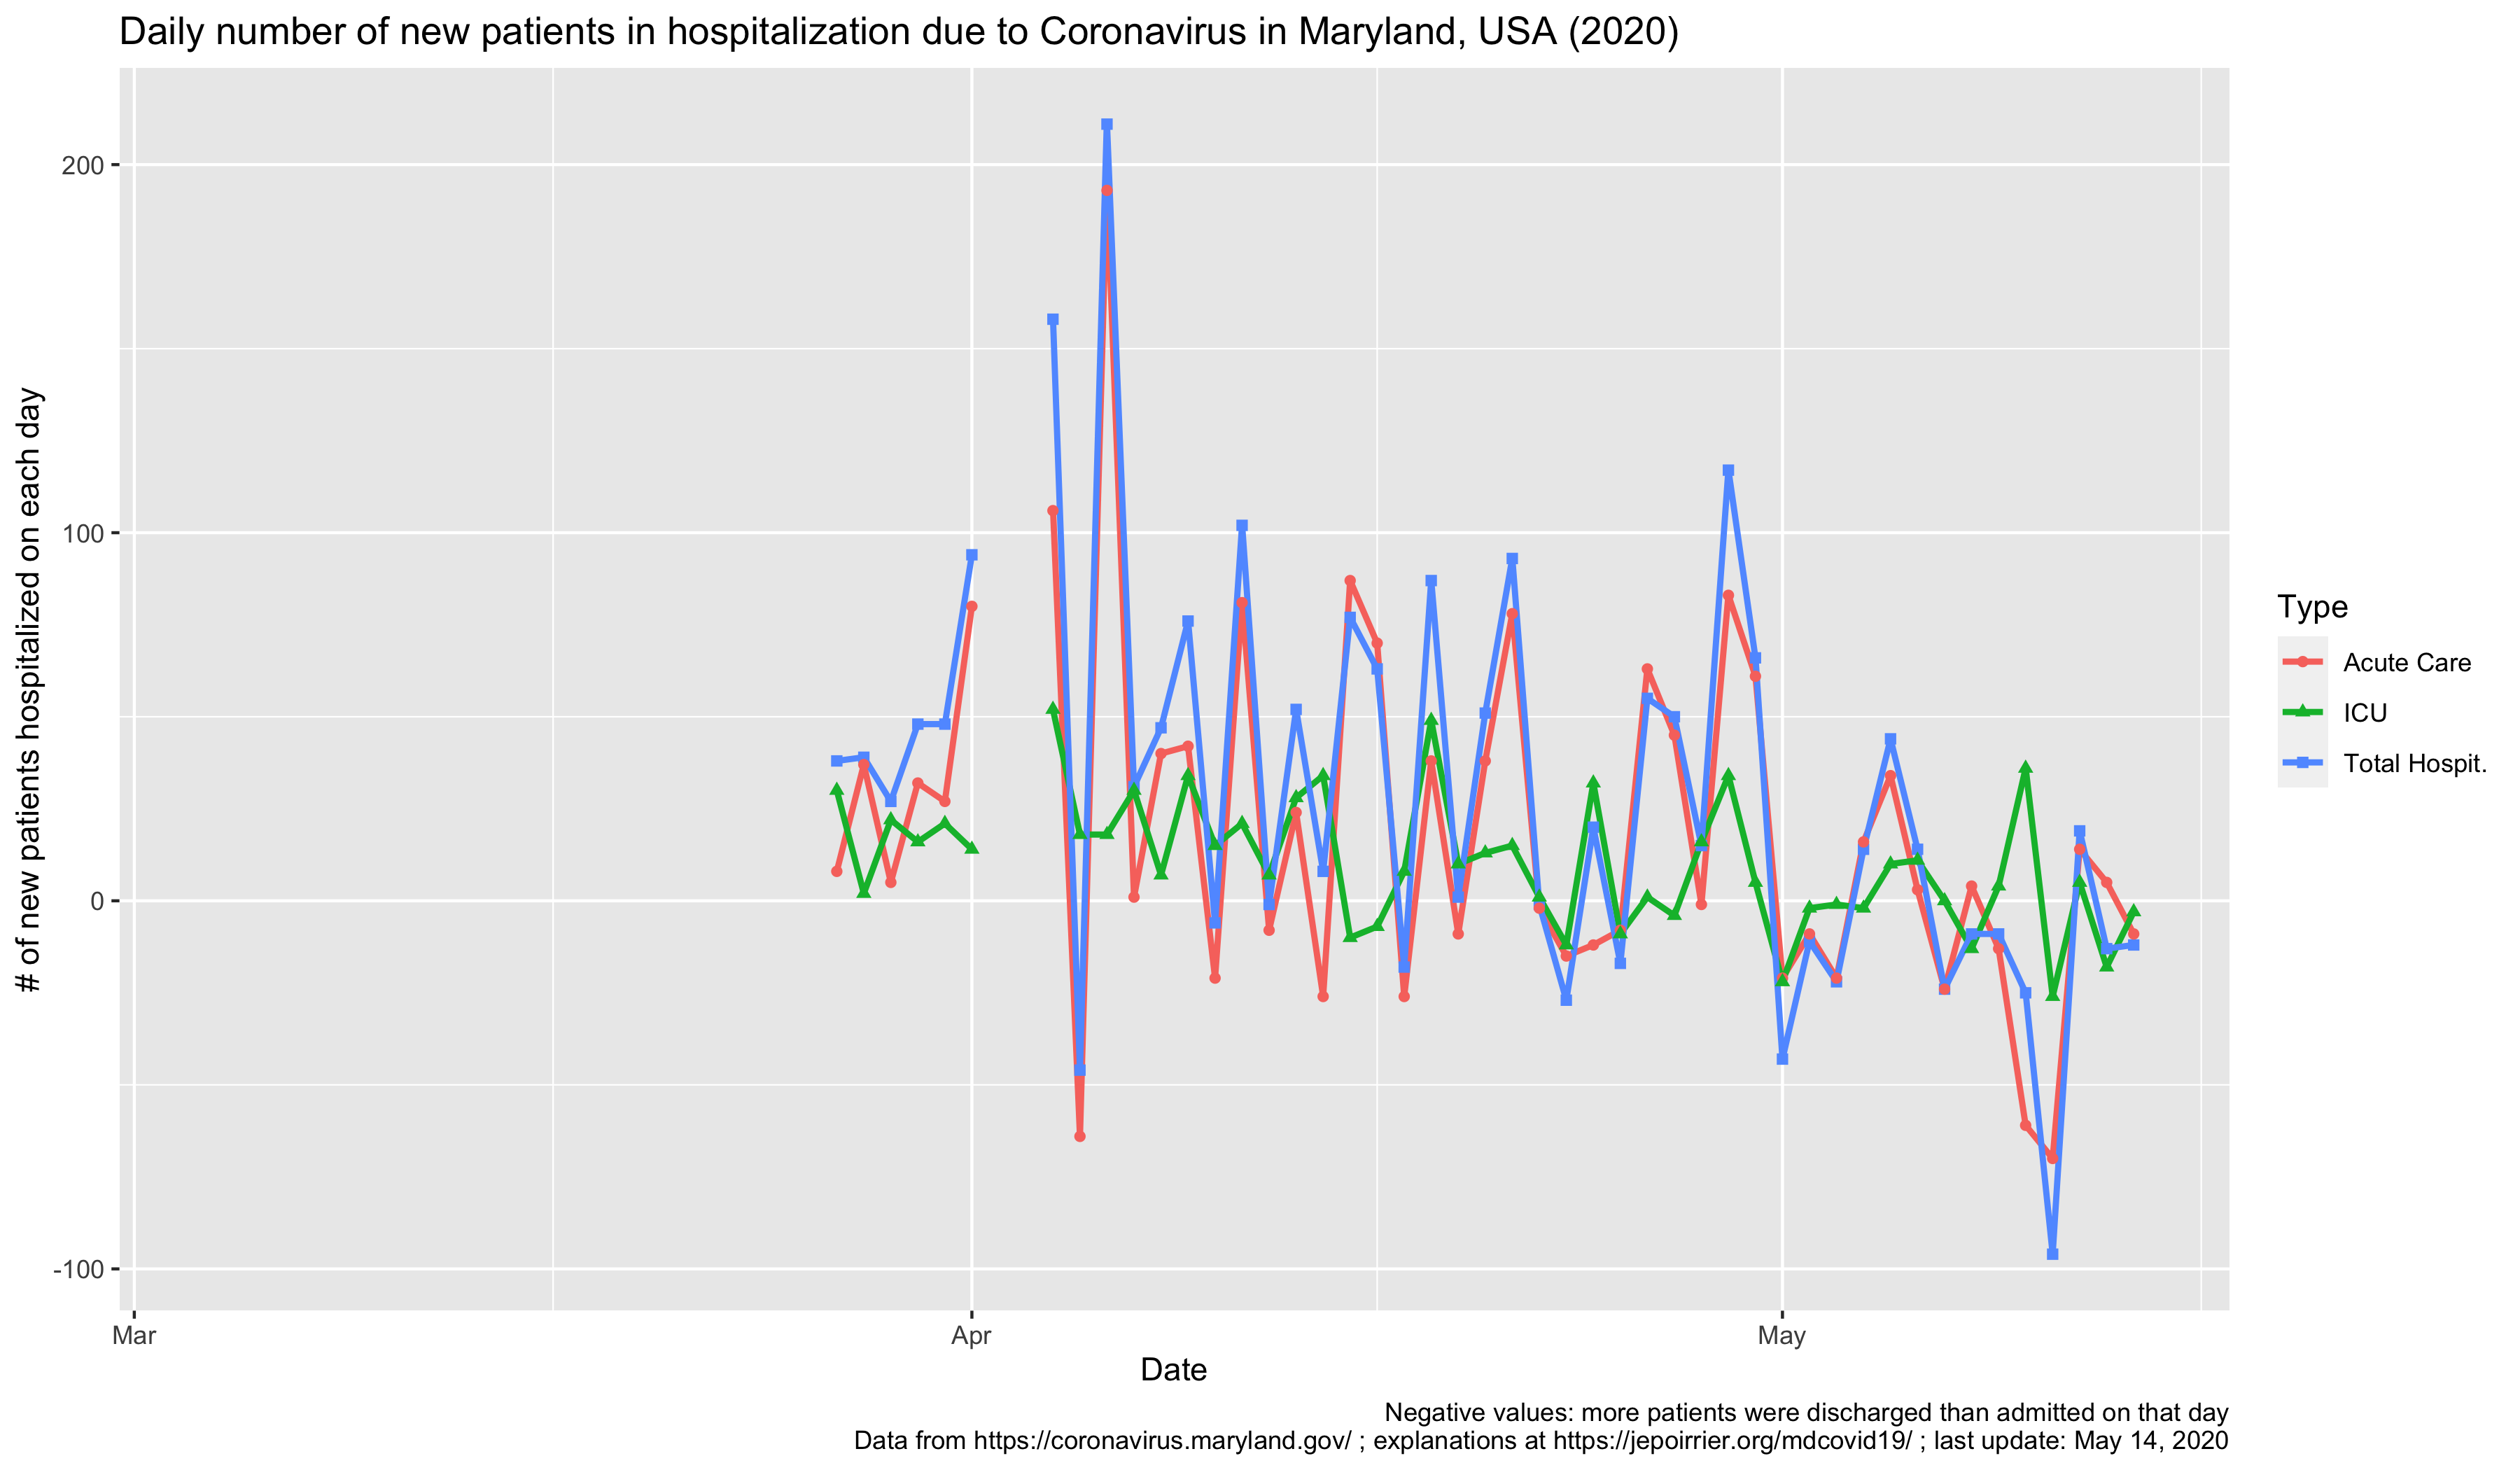 Daily number of new patients in hospitalization due to Coronavirus in Maryland, USA (2020)
# of new patients hospitalized on each day
200
100
0
-100
Mar
Apr
May
Date
Type
Acute Care
ICU
Total Hospit.
Negative values: more patients were discharged than admitted on that day
Data from https://coronavirus.maryland.gov/ ; explanations at https://jepoirrier.org/mdcovid19/ ; last update: May 14, 2020